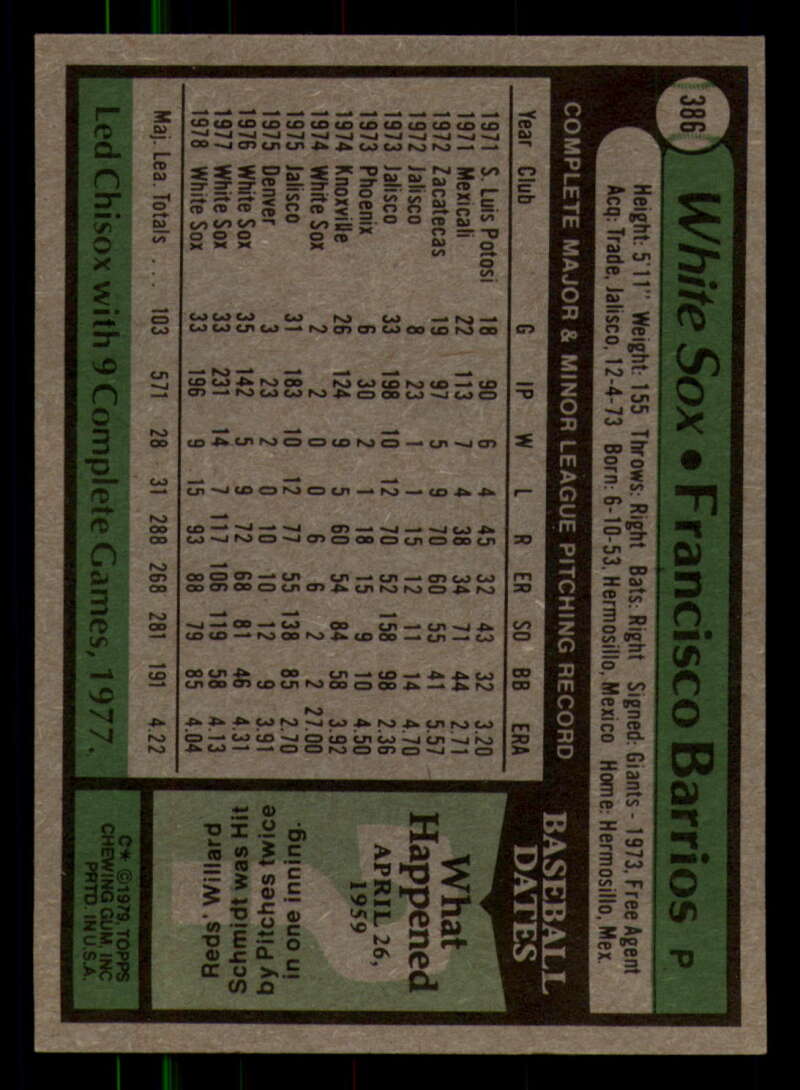 386
White Sox • Francisco Barrios P
Height: 5'11" Weight: 155 Throws: Right Bats: Right Signed: Giants - 1973, Free Agent
Acq: Trade, Jalisco, 12-4-73 Born: 6-10-53, Hermosillo, Mexico Home: Hermosillo, Mex.
COMPLETE MAJOR & MINOR LEAGUE PITCHING RECORD
Year Club G IP W L R ER SO BB ERA
1971 S. Luis Potosi 18 90 6 4 45 32 43 32 3.20
1971 Mexicali 22 113 7 4 38 34 71 44 2.71
1972 Zacatecas 19 97 5 9 70 60 55 41 5.57
1972 Jalisco 8 23 1 1 15 12 11 14 4.70
1973 Jalisco 33 198 10 12 70 52 158 98 2.36
1973 Phoenix 6 30 2 1 18 15 9 10 4.50
1974 Knoxville 26 124 9 5 60 54 84 58 3.92
1974 White Sox 2 2 0 0 6 6 2 2 27.00
1975 Jalisco 31 183 10 12 77 55 138 85 2.70
1975 Denver 3 23 2 0 10 10 12 9 3.91
1976 White Sox 35 142 5 9 72 68 81 46 4.31
1977 White Sox 33 231 14 7 117 106 119 58 4.13
1978 White Sox 33 196 9 15 93 88 79 85 4.04
Maj. Lea. Totals . . . . 103 571 28 31 288 268 281 191 4.22
Led Chisox with 9 Complete Games, 1977.
BASEBALL
DATES
What
Happened
APRIL 26,
1959
Reds' Willard
Schmidt was Hit
by Pitches twice
in one inning.
C* ©1979, TOPPS
CHEWING GUM, INC
PRTD. IN U.S.A.